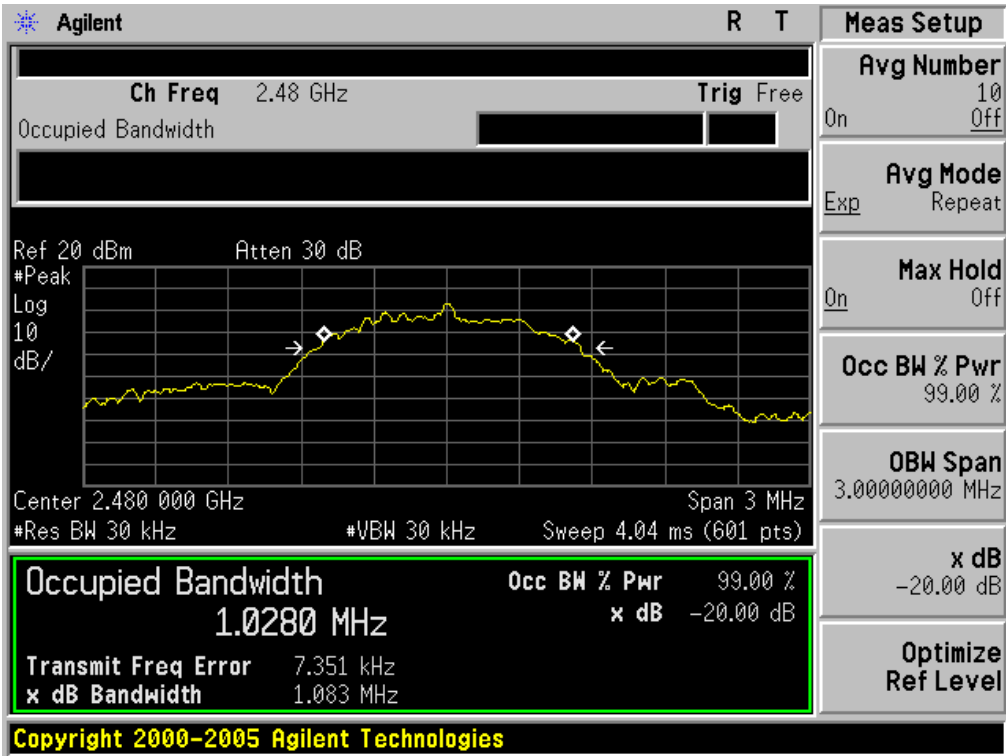 Agilent
R T
Meas Setup
Ch Freq 2.48 GHz
Trig Free
Occupied Bandwidth
Ref 20 dBm
Atten 30 dB
#Peak
Log
10
dB/
Center 2.480 000 GHz
Span 3 MHz
#Res BW 30 kHz
#VBW 30 kHz
Sweep 4.04 ms (601 pts)
Occupied Bandwidth
1.0280 MHz
Occ BW % Pwr 99.00 %
x dB -20.00 dB
Transmit Freq Error 7.351 kHz
x dB Bandwidth 1.083 MHz
Avg Number
10
On Off
Avg Mode
Exp Repeat
Max Hold
On Off
Occ BW % Pwr
99.00 %
OBW Span
3.00000000 MHz
x dB
-20.00 dB
Optimize
Ref Level
Copyright 2000-2005 Agilent Technologies